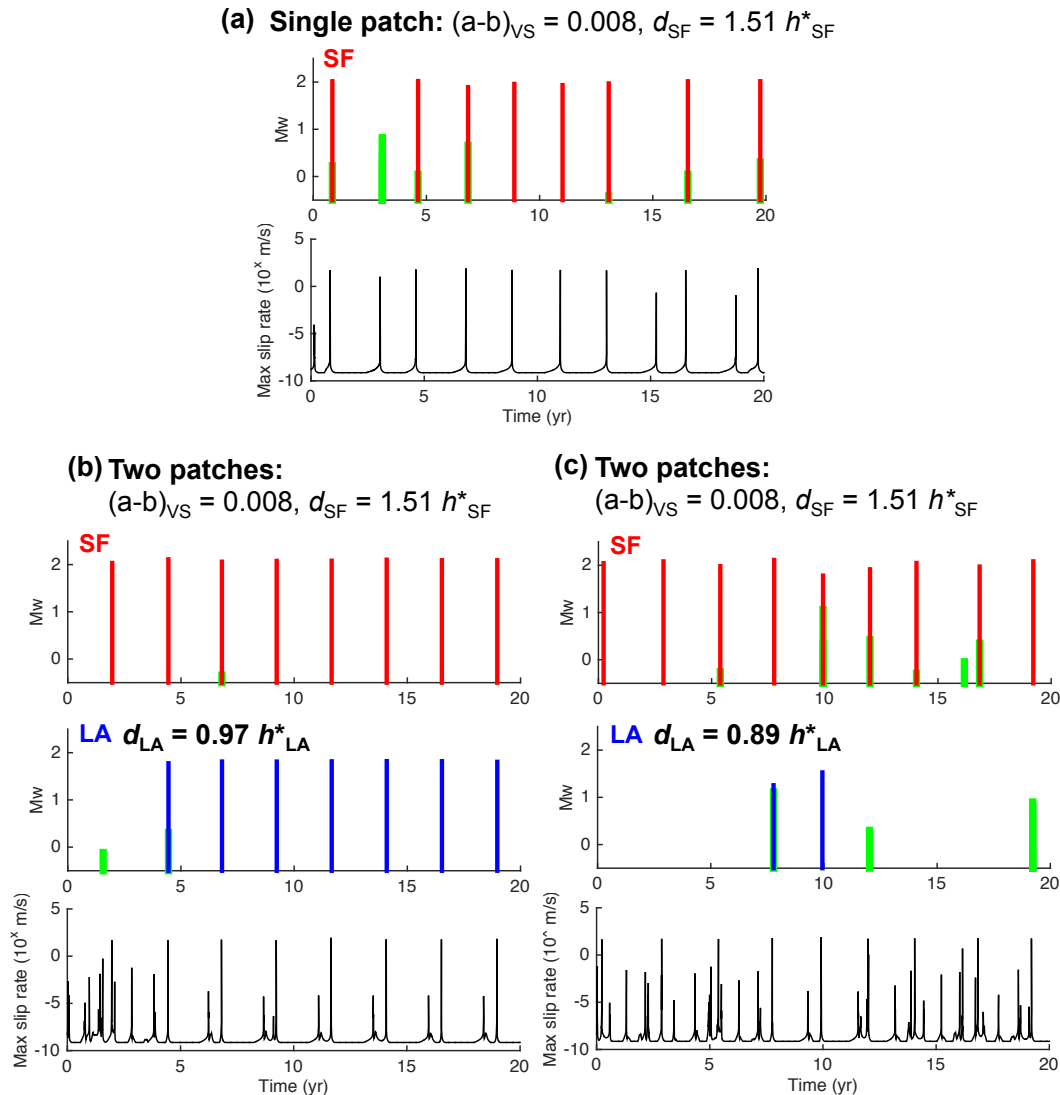 (a) Single patch: (a-b)VS = 0.008, dSF = 1.51 h*SF
SF
2
1
0
Mw
0 5 10 15 20
5
0
-5
-10
Max slip rate (10^x m/s)
0 5 10 15 20
Time (yr)
(b) Two patches:
(a-b)VS = 0.008, dSF = 1.51 h*SF
SF
2
1
0
Mw
0 5 10 15 20
LA dLA = 0.97 h*LA
2
1
0
Mw
0 5 10 15 20
5
0
-5
-10
Max slip rate (10^x m/s)
0 5 10 15 20
Time (yr)
(c) Two patches:
(a-b)VS = 0.008, dSF = 1.51 h*SF
SF
2
1
0
Mw
0 5 10 15 20
LA dLA = 0.89 h*LA
2
1
0
Mw
0 5 10 15 20
5
0
-5
-10
Max slip rate (10^ m/s)
0 5 10 15 20
Time (yr)